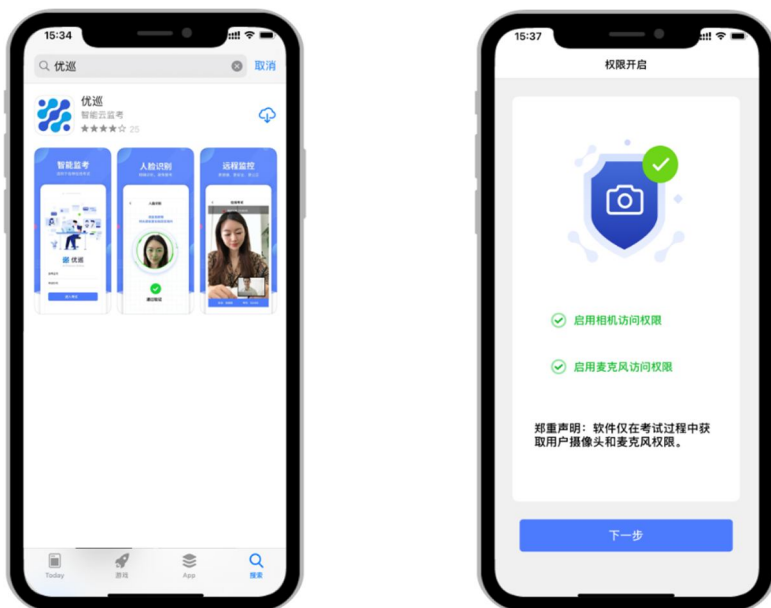 15:34
优巡
取消
优巡
智能云监考
25
智能监考
人脸识别
远程监控
优巡
通过验证
Today
游戏
App
搜索
15:37
权限开启
启用相机访问权限
启用麦克风访问权限
郑重声明：软件仅在考试过程中获
取用户摄像头和麦克风权限。
下一步